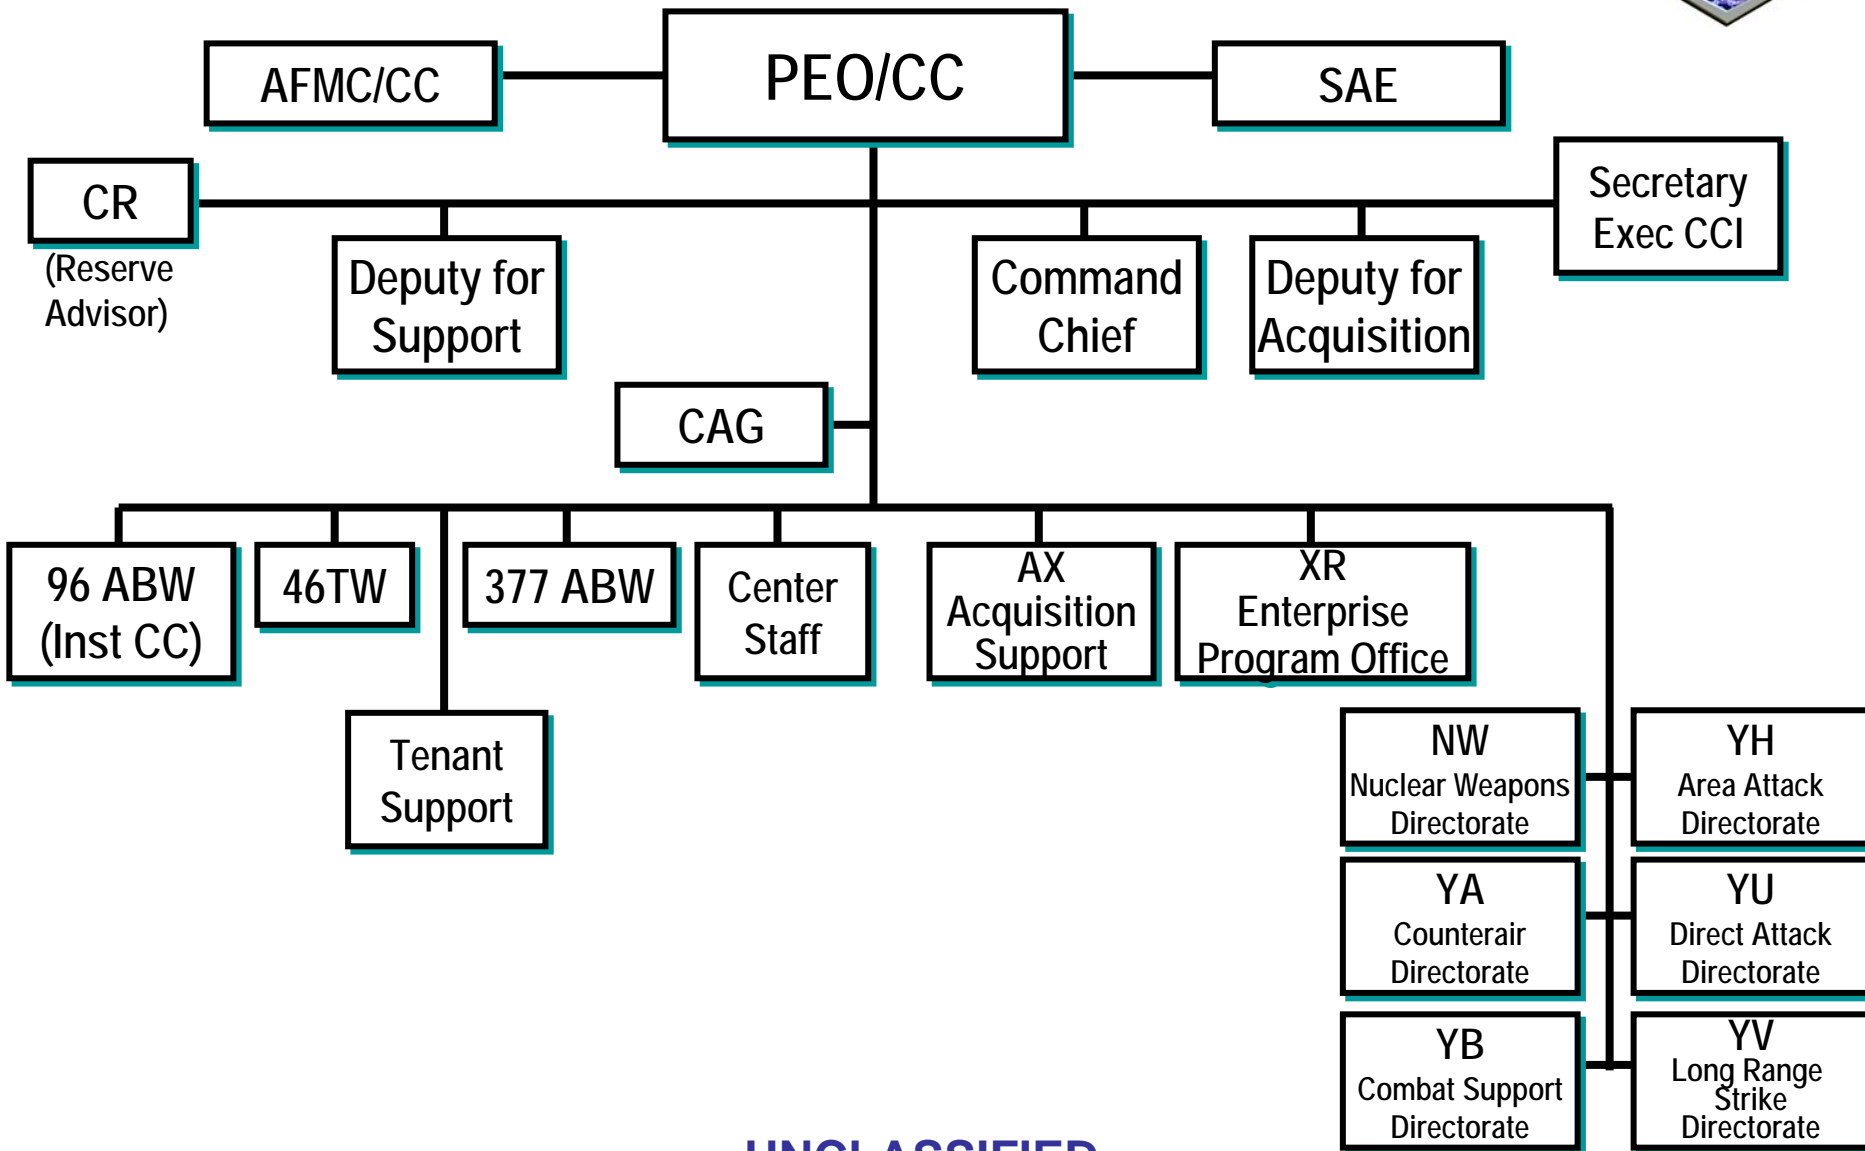 AFMC/CC
PEO/CC
SAE
CR
(Reserve
Advisor)
Deputy for
Support
Command
Chief
Deputy for
Acquisition
Secretary
Exec CCI
CAG
96 ABW
(Inst CC)
46TW
377 ABW
Center
Staff
AX
Acquisition
Support
XR
Enterprise
Program Office
Tenant
Support
NW
Nuclear Weapons
Directorate
YH
Area Attack
Directorate
YA
Counterair
Directorate
YU
Direct Attack
Directorate
YB
Combat Support
Directorate
YV
Long Range
Strike
Directorate
UNCLASSIFIED